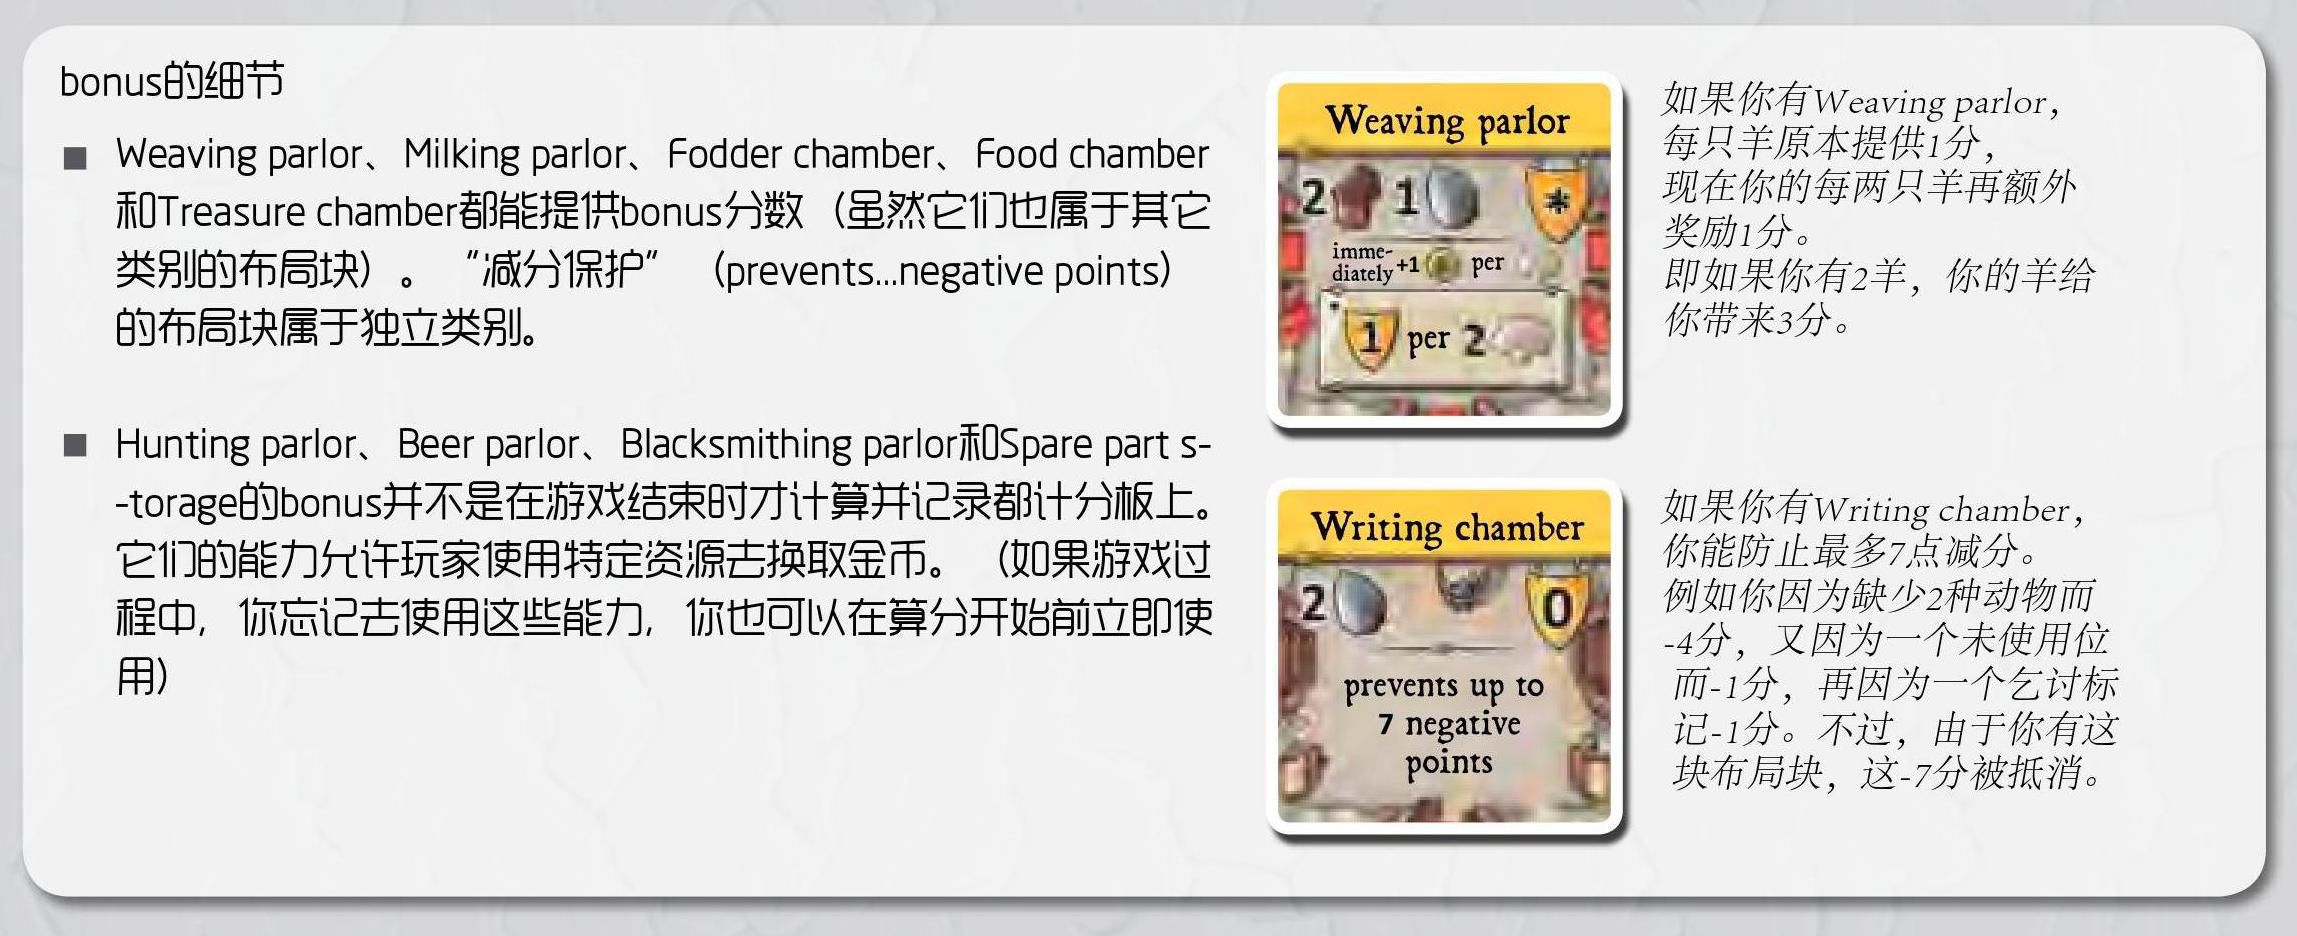 bonus的细节
■ Weaving parlor、Milking parlor、Fodder chamber、Food chamber
和Treasure chamber都能提供bonus分数（虽然它们也属于其它
类别的布局块）。 “减分保护” （prevents...negative points）
的布局块属于独立类别。
■ Hunting parlor、Beer parlor、Blacksmithing parlor和Spare part s-
-torage的bonus并不是在游戏结束时才计算并记录都计分板上。
它们的能力允许玩家使用特定资源去换取金币。（如果游戏过
程中，你忘记去使用这些能力，你也可以在算分开始前立即使
用）
Weaving parlor
2 1 *
imme-
diately +1 per
1 per 2
如果你有Weaving parlor，
每只羊原本提供1分，
现在你的每两只羊再额外
奖励1分。
即如果你有2羊，你的羊给
你带来3分。
Writing chamber
2 0
prevents up to
7 negative
points
如果你有Writing chamber，
你能防止最多7点减分。
例如你因为缺少2种动物而
-4分，又因为一个未使用位
而-1分，再因为一个乞讨标
记-1分。不过，由于你有这
块布局块，这-7分被抵消。